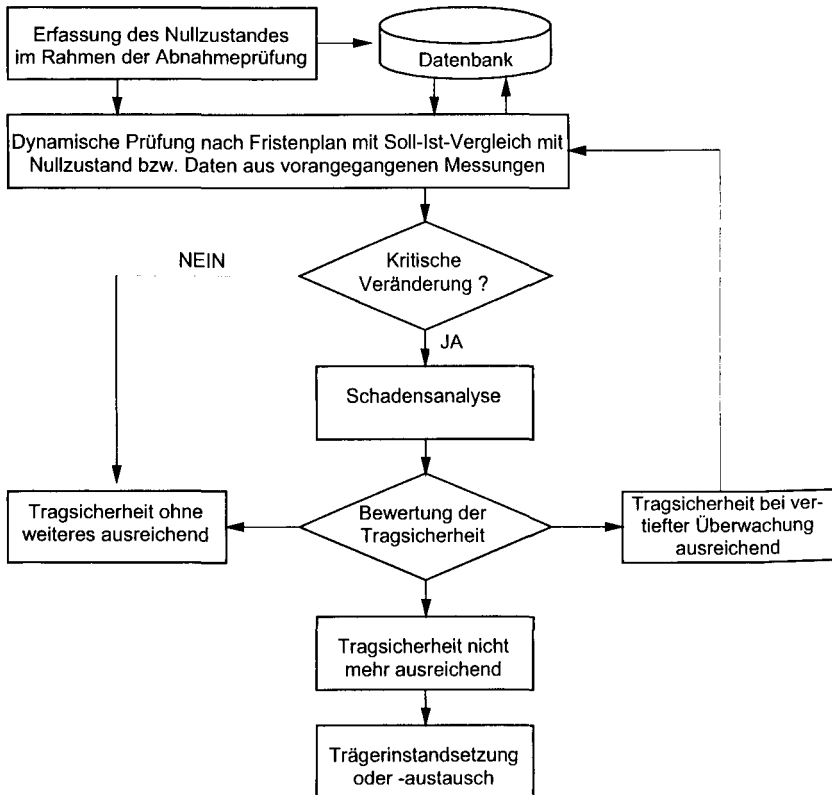 Erfassung des Nullzustandes
im Rahmen der Abnahmeprüfung
Datenbank
Dynamische Prüfung nach Fristenplan mit Soll-Ist-Vergleich mit
Nullzustand bzw. Daten aus vorangegangenen Messungen
NEIN
Kritische
Veränderung ?
JA
Schadensanalyse
Tragsicherheit ohne
weiteres ausreichend
Bewertung der
Tragsicherheit
Tragsicherheit bei ver-
tiefter Überwachung
ausreichend
Tragsicherheit nicht
mehr ausreichend
Trägerinstandsetzung
oder -austausch